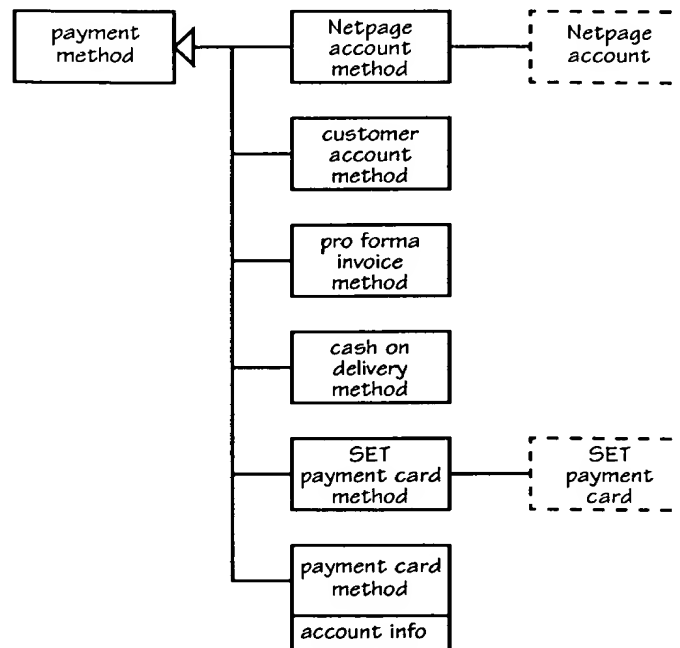 payment
method
Netpage
account
method
Netpage
account
customer
account
method
pro forma
invoice
method
cash on
delivery
method
SET
payment card
method
SET
payment
card
payment card
method
account info